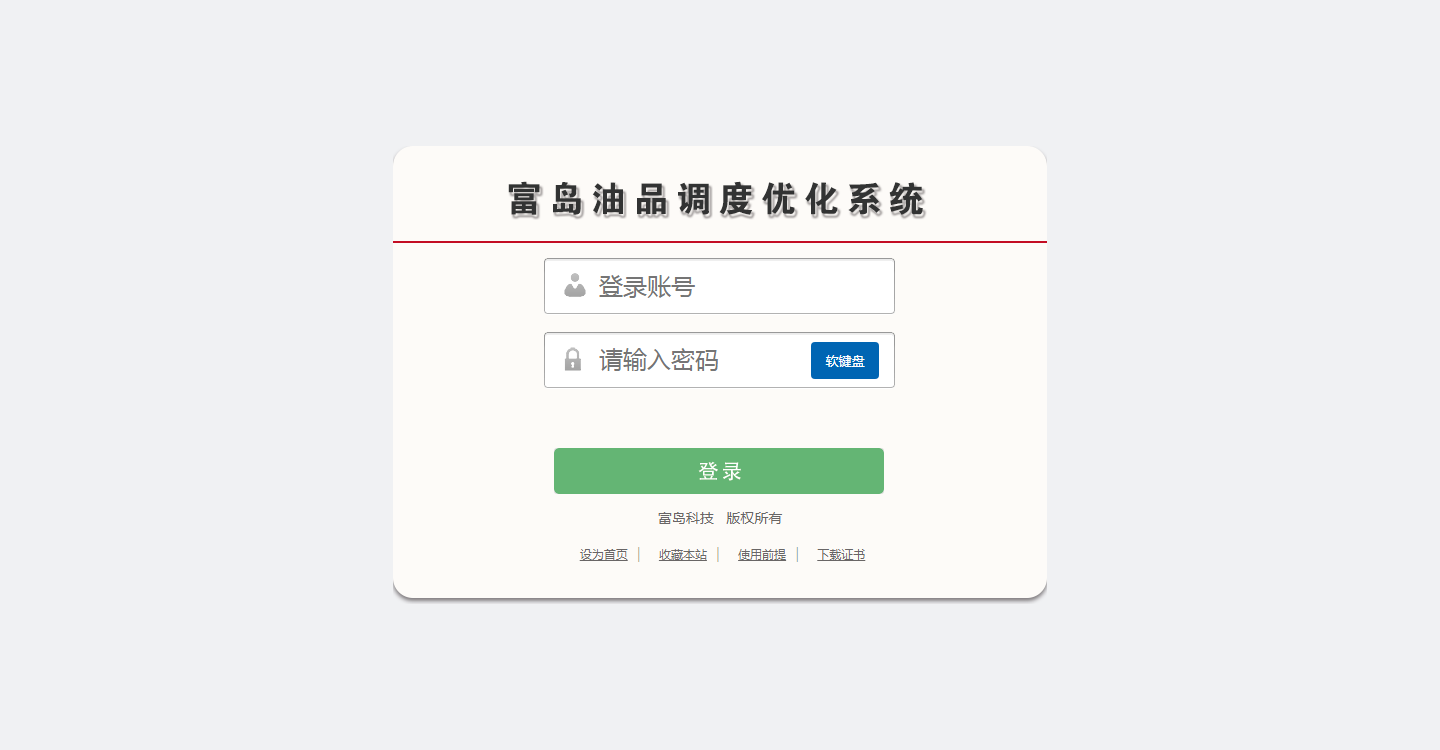 富岛油品调度优化系统
登录账号
请输入密码 软键盘
登录
富岛科技 版权所有
设为首页 | 收藏本站 | 使用前提 | 下载证书